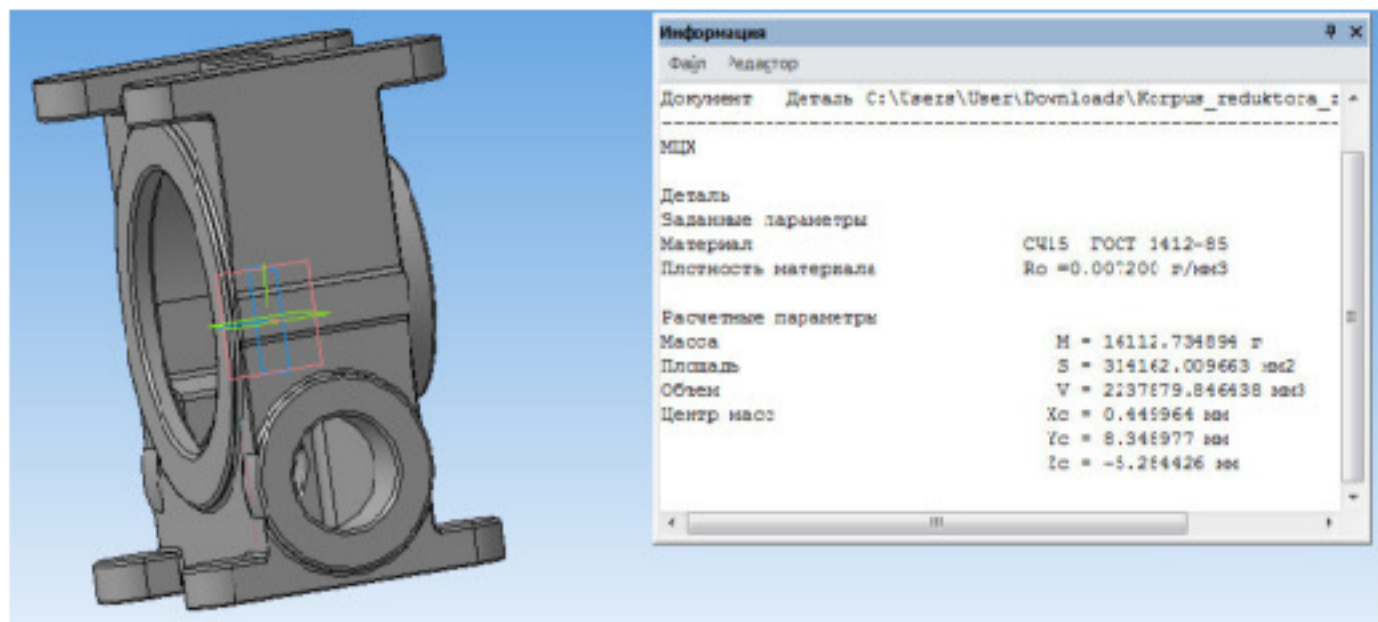 Информация
Файл Редактор
Документ Деталь C:\Users\User\Downloads\Korpus_reduktora_
МЦХ
Деталь
Заданные параметры
Материал СЧ15 ГОСТ 1412-85
Плотность материала Ro =0.007200 г/мм3
Расчетные параметры
Масса M = 16112.734894 г
Площадь S = 314162.009663 мм2
Объем V = 2237879.846438 мм3
Центр масс Xc = 0.449964 мм
Yc = 8.348977 мм
Zc = -5.264426 мм